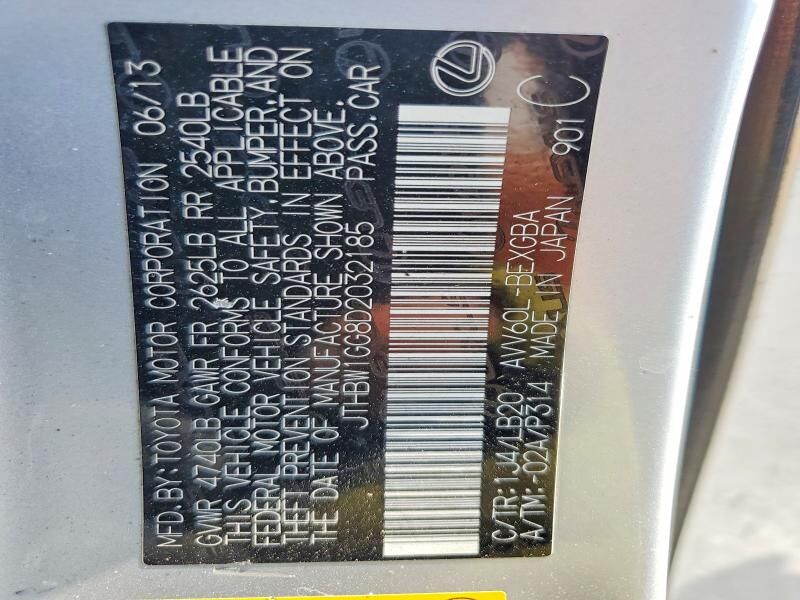 MFD. BY: TOYOTA MOTOR CORPORATION 06/13
GVWR 4740LB GAWR FR 2625LB RR 2540LB
THIS VEHICLE CONFORMS TO ALL APPLICABLE
FEDERAL MOTOR VEHICLE SAFETY, BUMPER, AND
THEFT PREVENTION STANDARDS IN EFFECT ON
THE DATE OF MANUFACTURE SHOWN ABOVE.
JTHBW1GG8D2032185 PASS. CAR
C/TR: 1J4/LB20 AVV60L-BEXGBA
A/TM: -02A/P314 MADE IN JAPAN 901 C